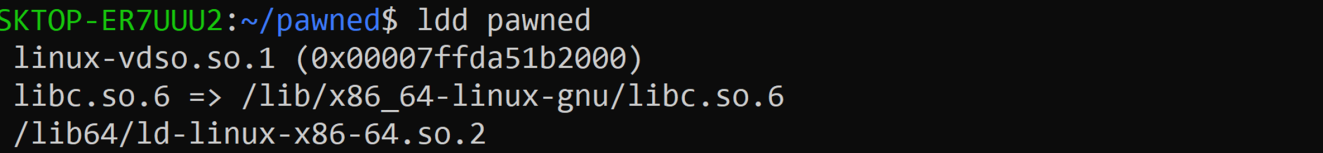 SKTOP-ER7UUU2:~/pawned$ ldd pawned
linux-vdso.so.1 (0x00007ffda51b2000)
libc.so.6 => /lib/x86_64-linux-gnu/libc.so.6
/lib64/ld-linux-x86-64.so.2